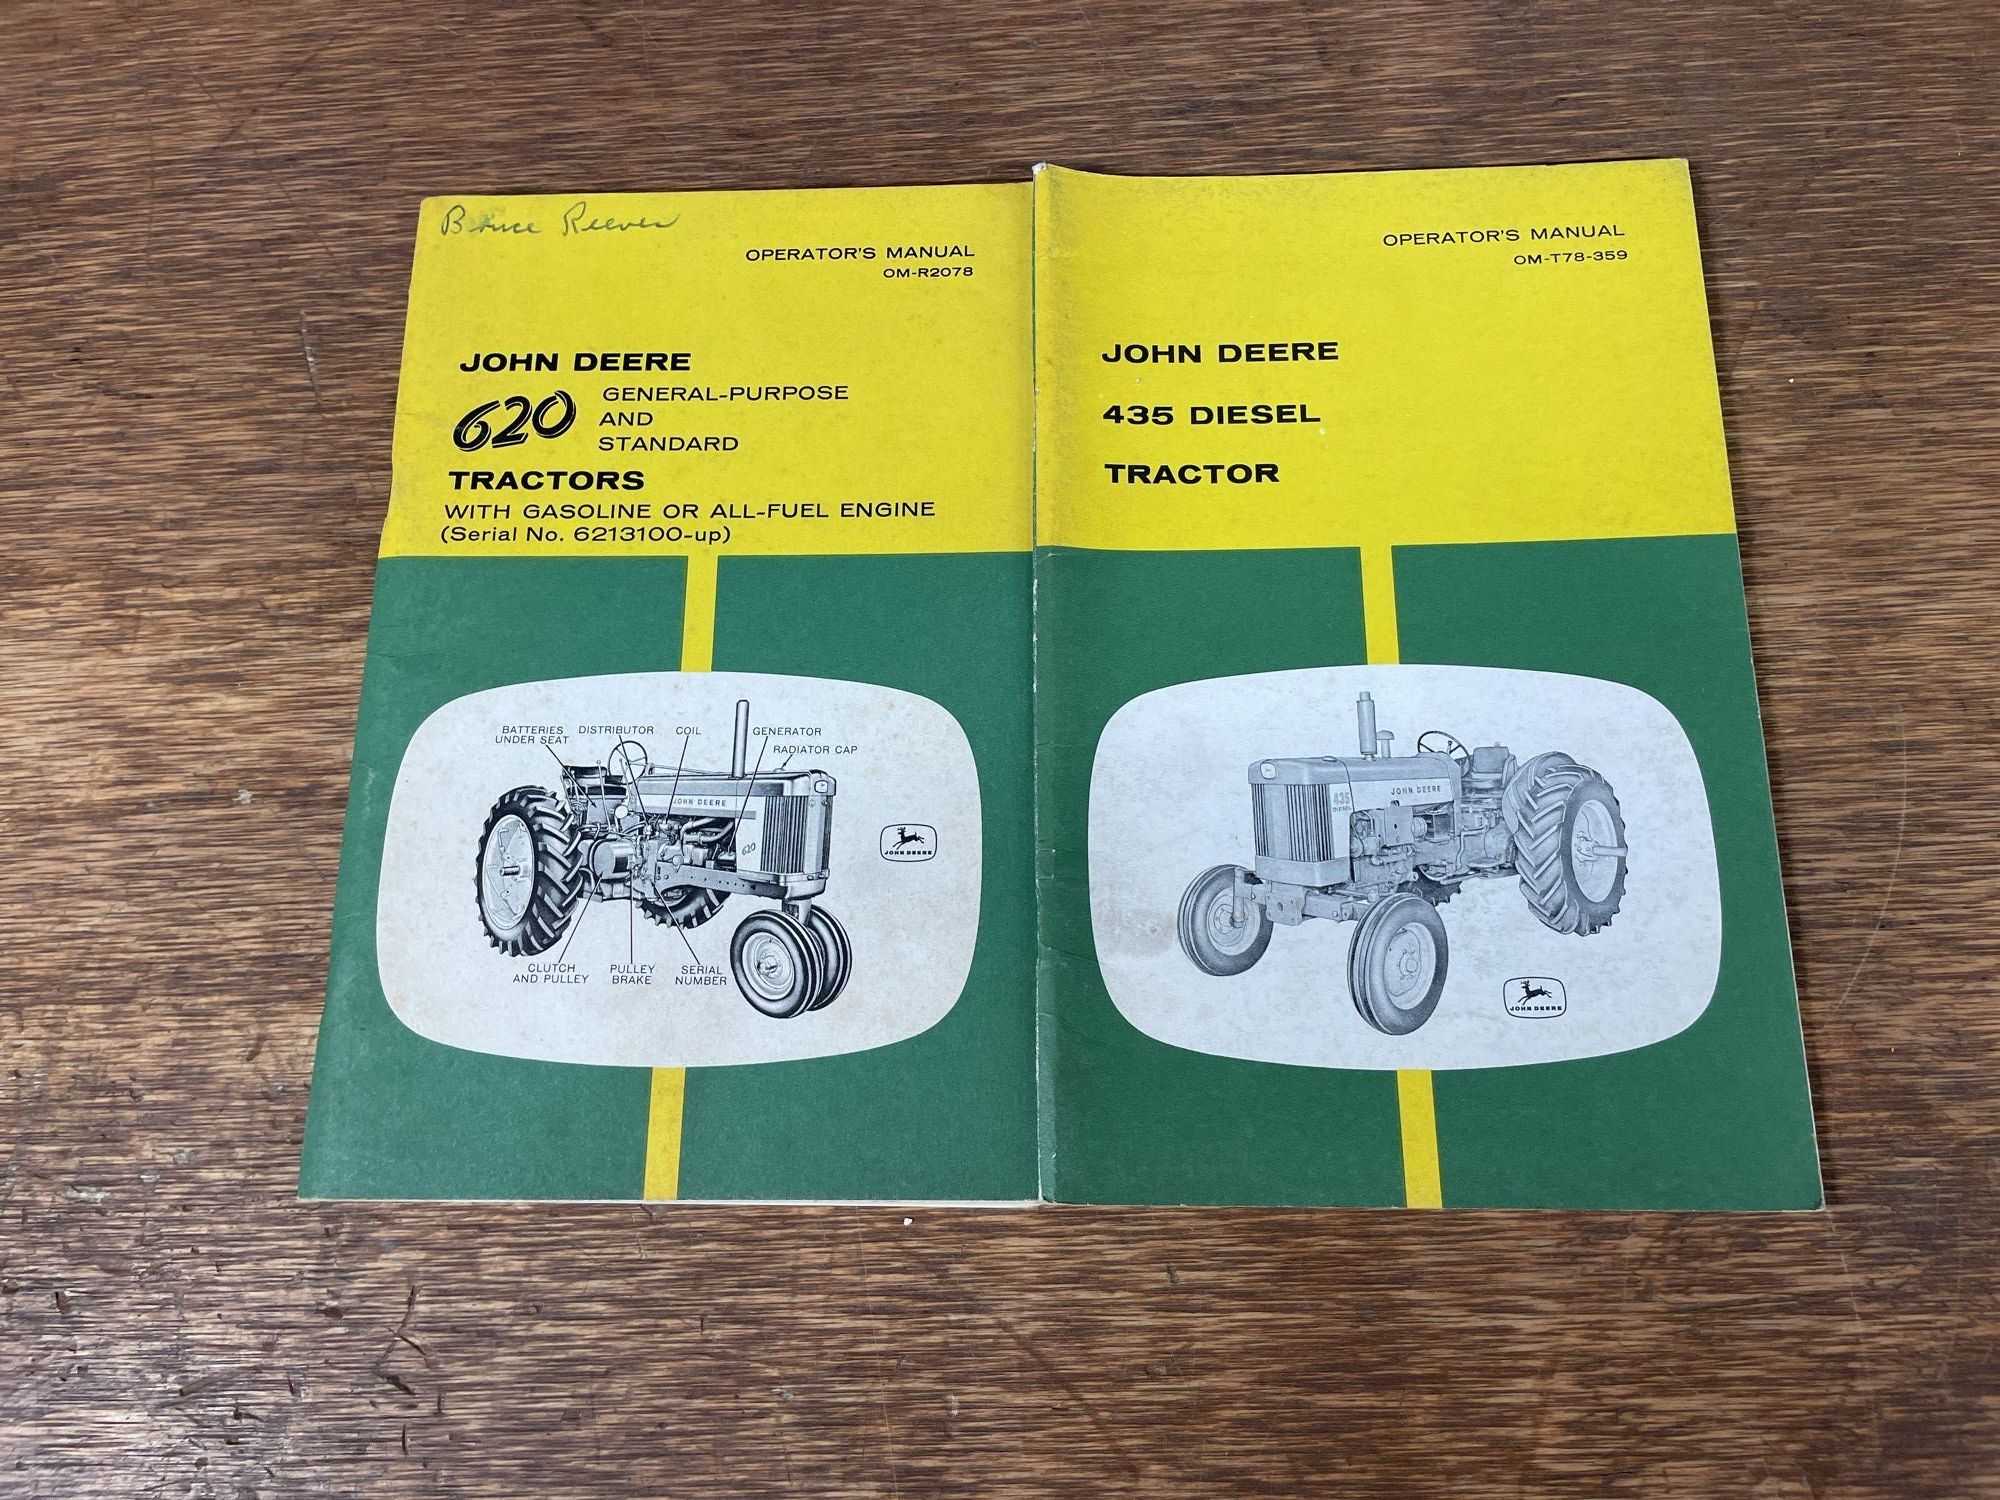 Bruce Reeves
OPERATOR'S MANUAL
OM-R2078
JOHN DEERE
620 GENERAL-PURPOSE
AND
STANDARD
TRACTORS
WITH GASOLINE OR ALL-FUEL ENGINE
(Serial No. 6213100-up)
BATTERIES
UNDER SEAT
DISTRIBUTOR
COIL
GENERATOR
RADIATOR CAP
JOHN DEERE
620
JOHN DEERE
CLUTCH
AND PULLEY
PULLEY
BRAKE
SERIAL
NUMBER
OPERATOR'S MANUAL
OM-T78-359
JOHN DEERE
435 DIESEL
TRACTOR
435
DIESEL
JOHN DEERE
JOHN DEERE